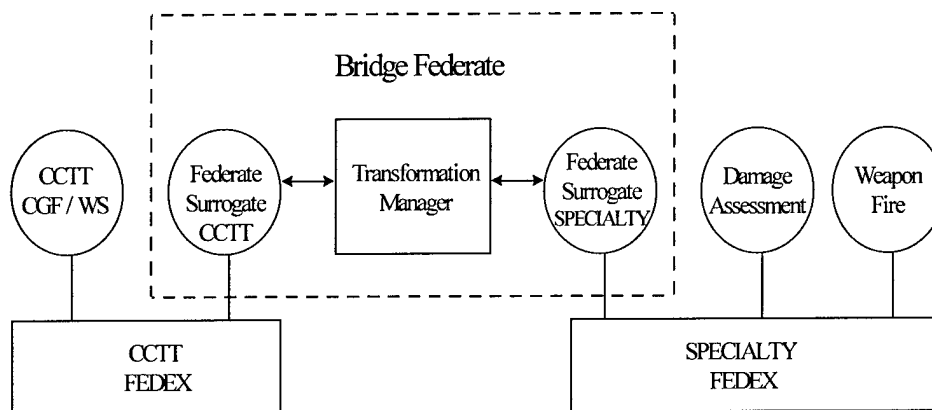 Bridge Federate
CCTT
CGF / WS
Federate
Surrogate
CCTT
Transformation
Manager
Federate
Surrogate
SPECIALTY
Damage
Assessment
Weapon
Fire
CCTT
FEDEX
SPECIALTY
FEDEX